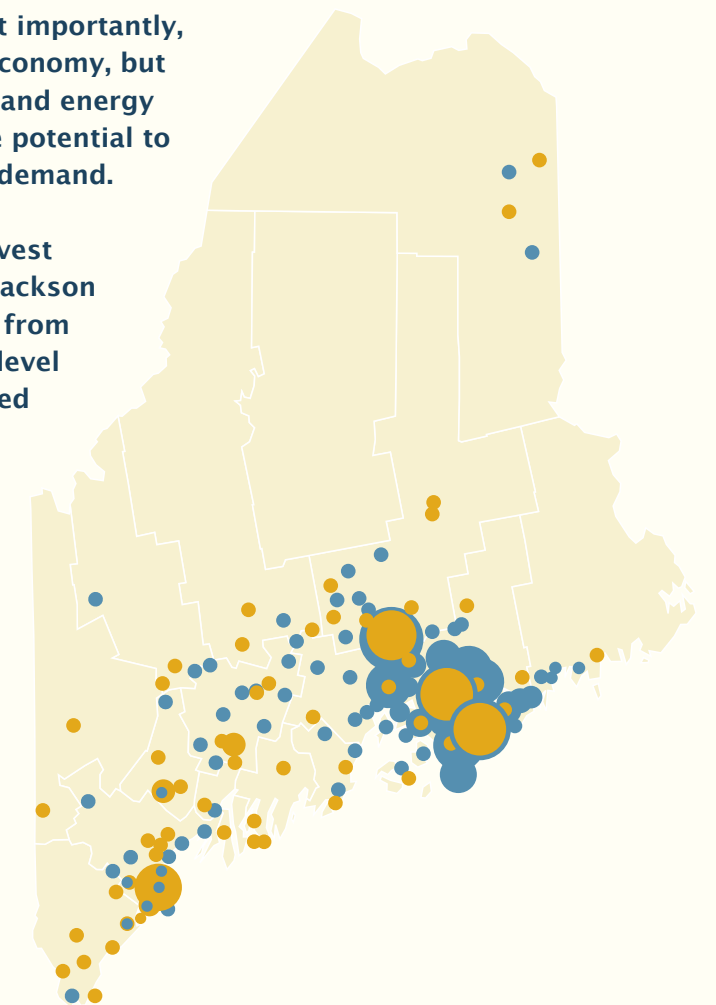 t importantly,
conomy, but
and energy
e potential to
demand.
vest
ackson
from
level
ed